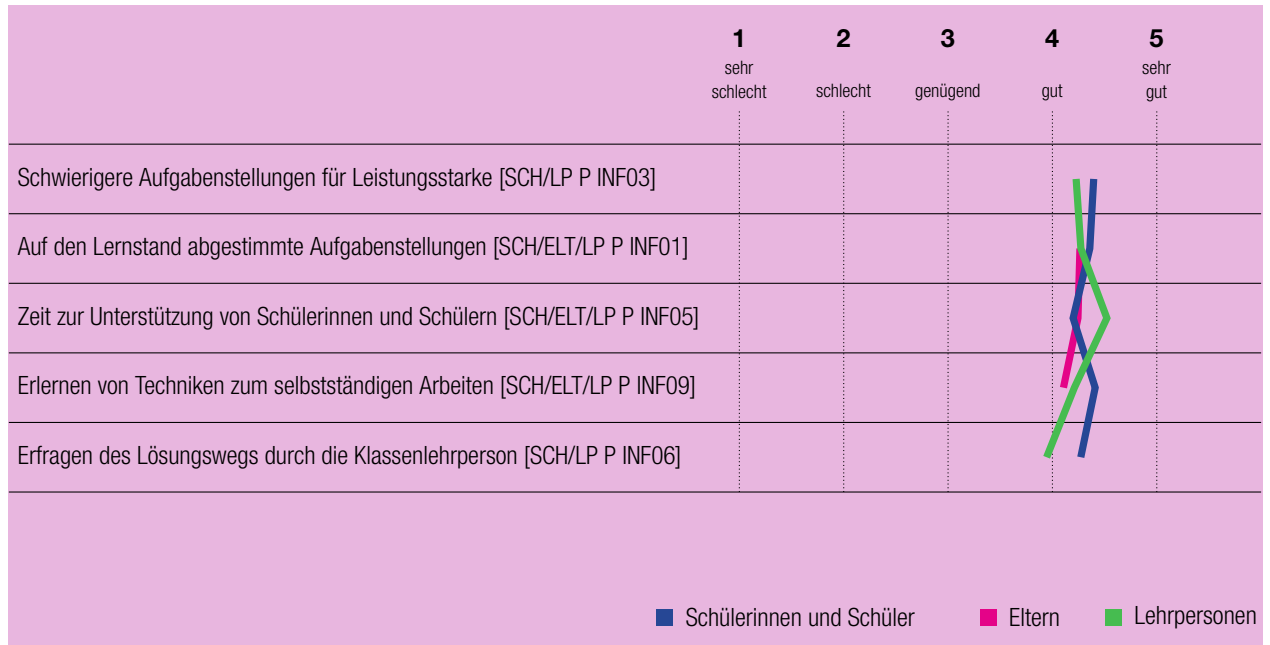 1 2 3 4 5
sehr schlecht schlecht genügend gut sehr gut
Schwierigere Aufgabenstellungen für Leistungsstarke [SCH/LP P INF03]
Auf den Lernstand abgestimmte Aufgabenstellungen [SCH/ELT/LP P INF01]
Zeit zur Unterstützung von Schülerinnen und Schülern [SCH/ELT/LP P INF05]
Erlernen von Techniken zum selbstständigen Arbeiten [SCH/ELT/LP P INF09]
Erfragen des Lösungswegs durch die Klassenlehrperson [SCH/LP P INF06]
Schülerinnen und Schüler Eltern Lehrpersonen